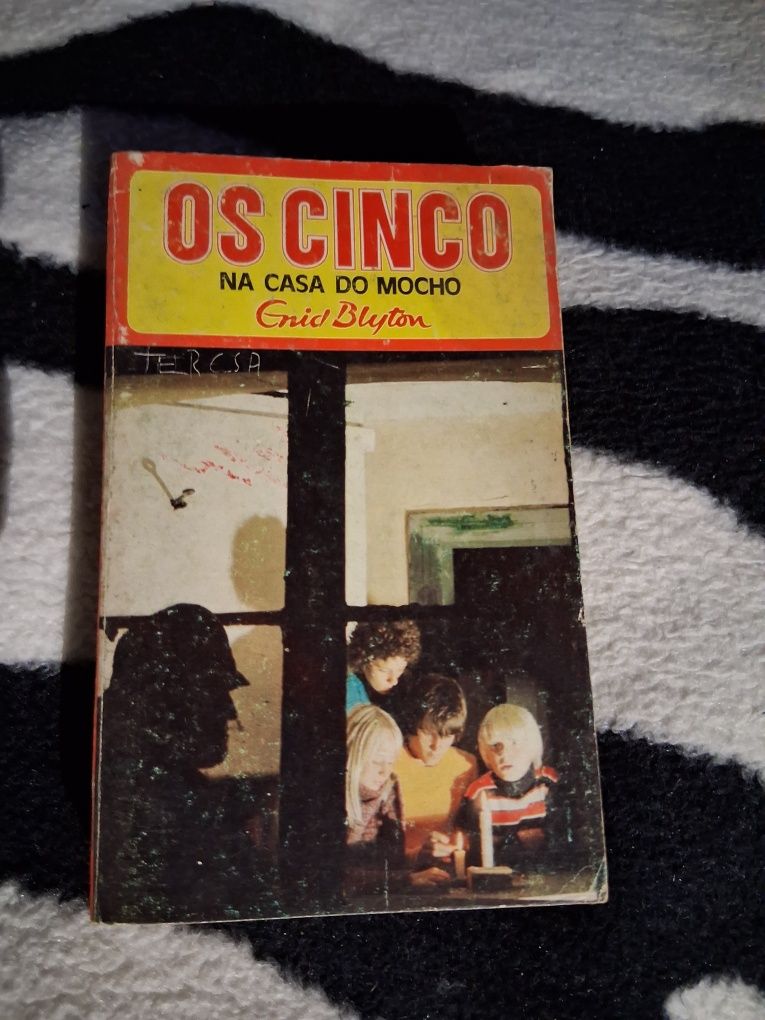 OS CINCO
NA CASA DO MOCHO
Enid Blyton
TERESA